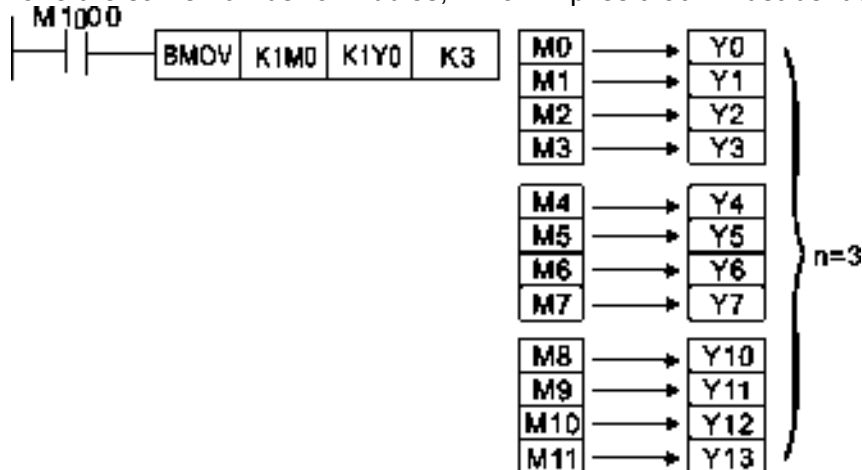 M1000
BMOV K1M0 K1Y0 K3
M0 Y0
M1 Y1
M2 Y2
M3 Y3
M4 Y4
M5 Y5
M6 Y6
M7 Y7
n=3
M8 Y10
M9 Y11
M10 Y12
M11 Y13